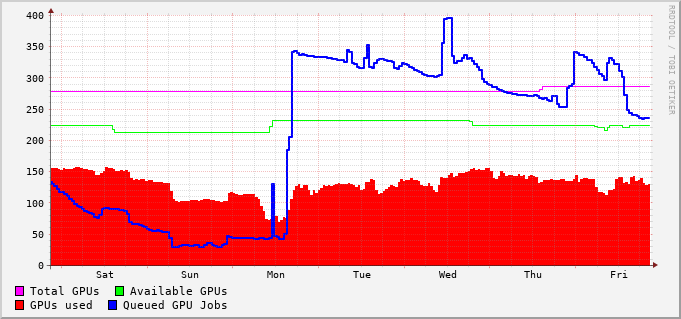 400
350
300
250
200
150
100
50
0
Sat Sun Mon Tue Wed Thu Fri
Total GPUs Available GPUs
GPUs used Queued GPU Jobs
RRDTOOL / TOBI OETIKER